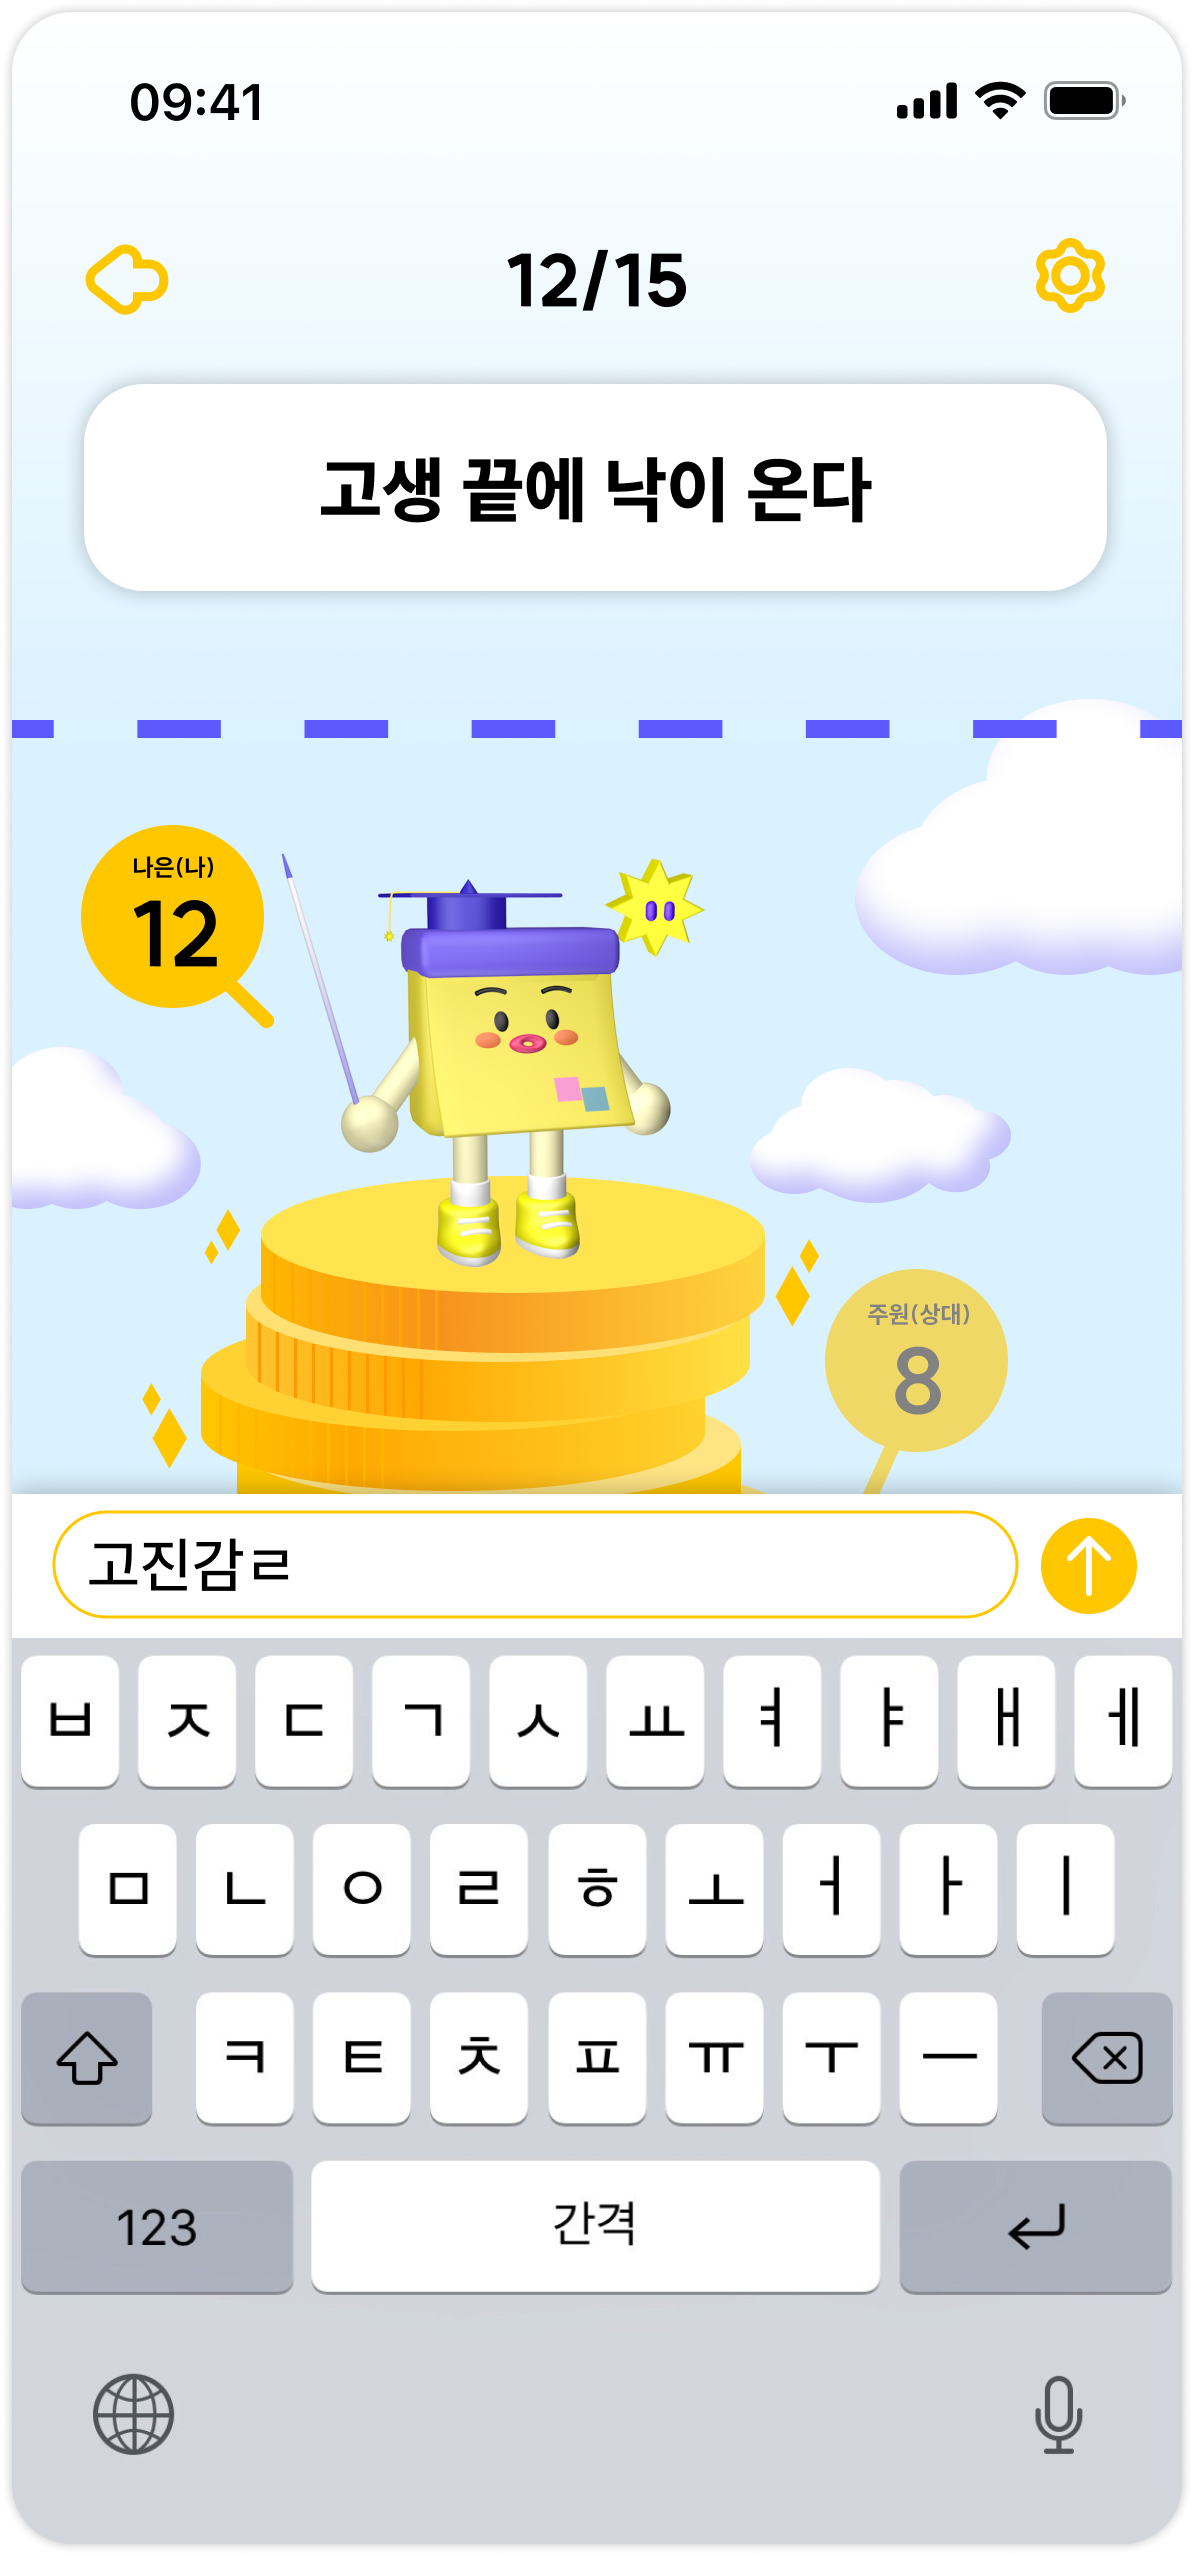 09:41
12/15
고생 끝에 낙이 온다
나은(나)
12
주원(상대)
8
고진감ㄹ
ㅂ ㅈ ㄷ ㄱ ㅅ ㅛ ㅕ ㅑ ㅐ ㅔ
ㅁ ㄴ ㅇ ㄹ ㅎ ㅗ ㅓ ㅏ ㅣ
ㅋ ㅌ ㅊ ㅍ ㅠ ㅜ ㅡ
123 간격